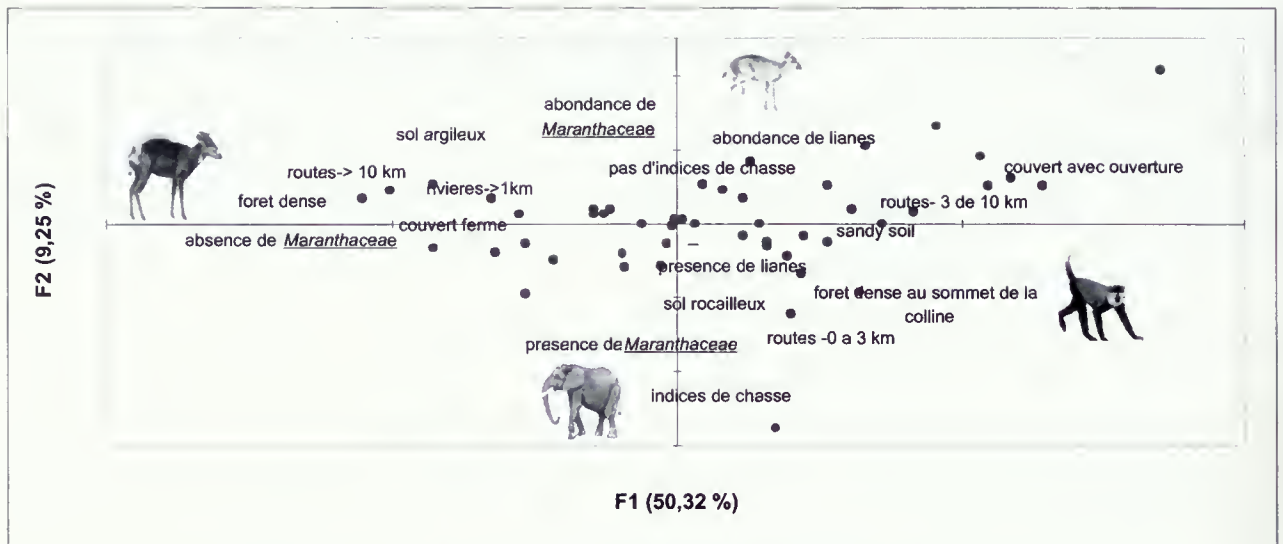 abondance de
Maranthaceae
sol argileux
abondance de lianes
pas d'indices de chasse
couvert avec ouverture
routes-> 10 km
rivieres->1km
foret dense
routes- 3 de 10 km
couvert ferme
sandy soil
absence de Maranthaceae
presence de lianes
sol rocailleux
foret dense au sommet de la
colline
routes -0 a 3 km
presence de Maranthaceae
indices de chasse
F2 (9,25 %)
F1 (50,32 %)